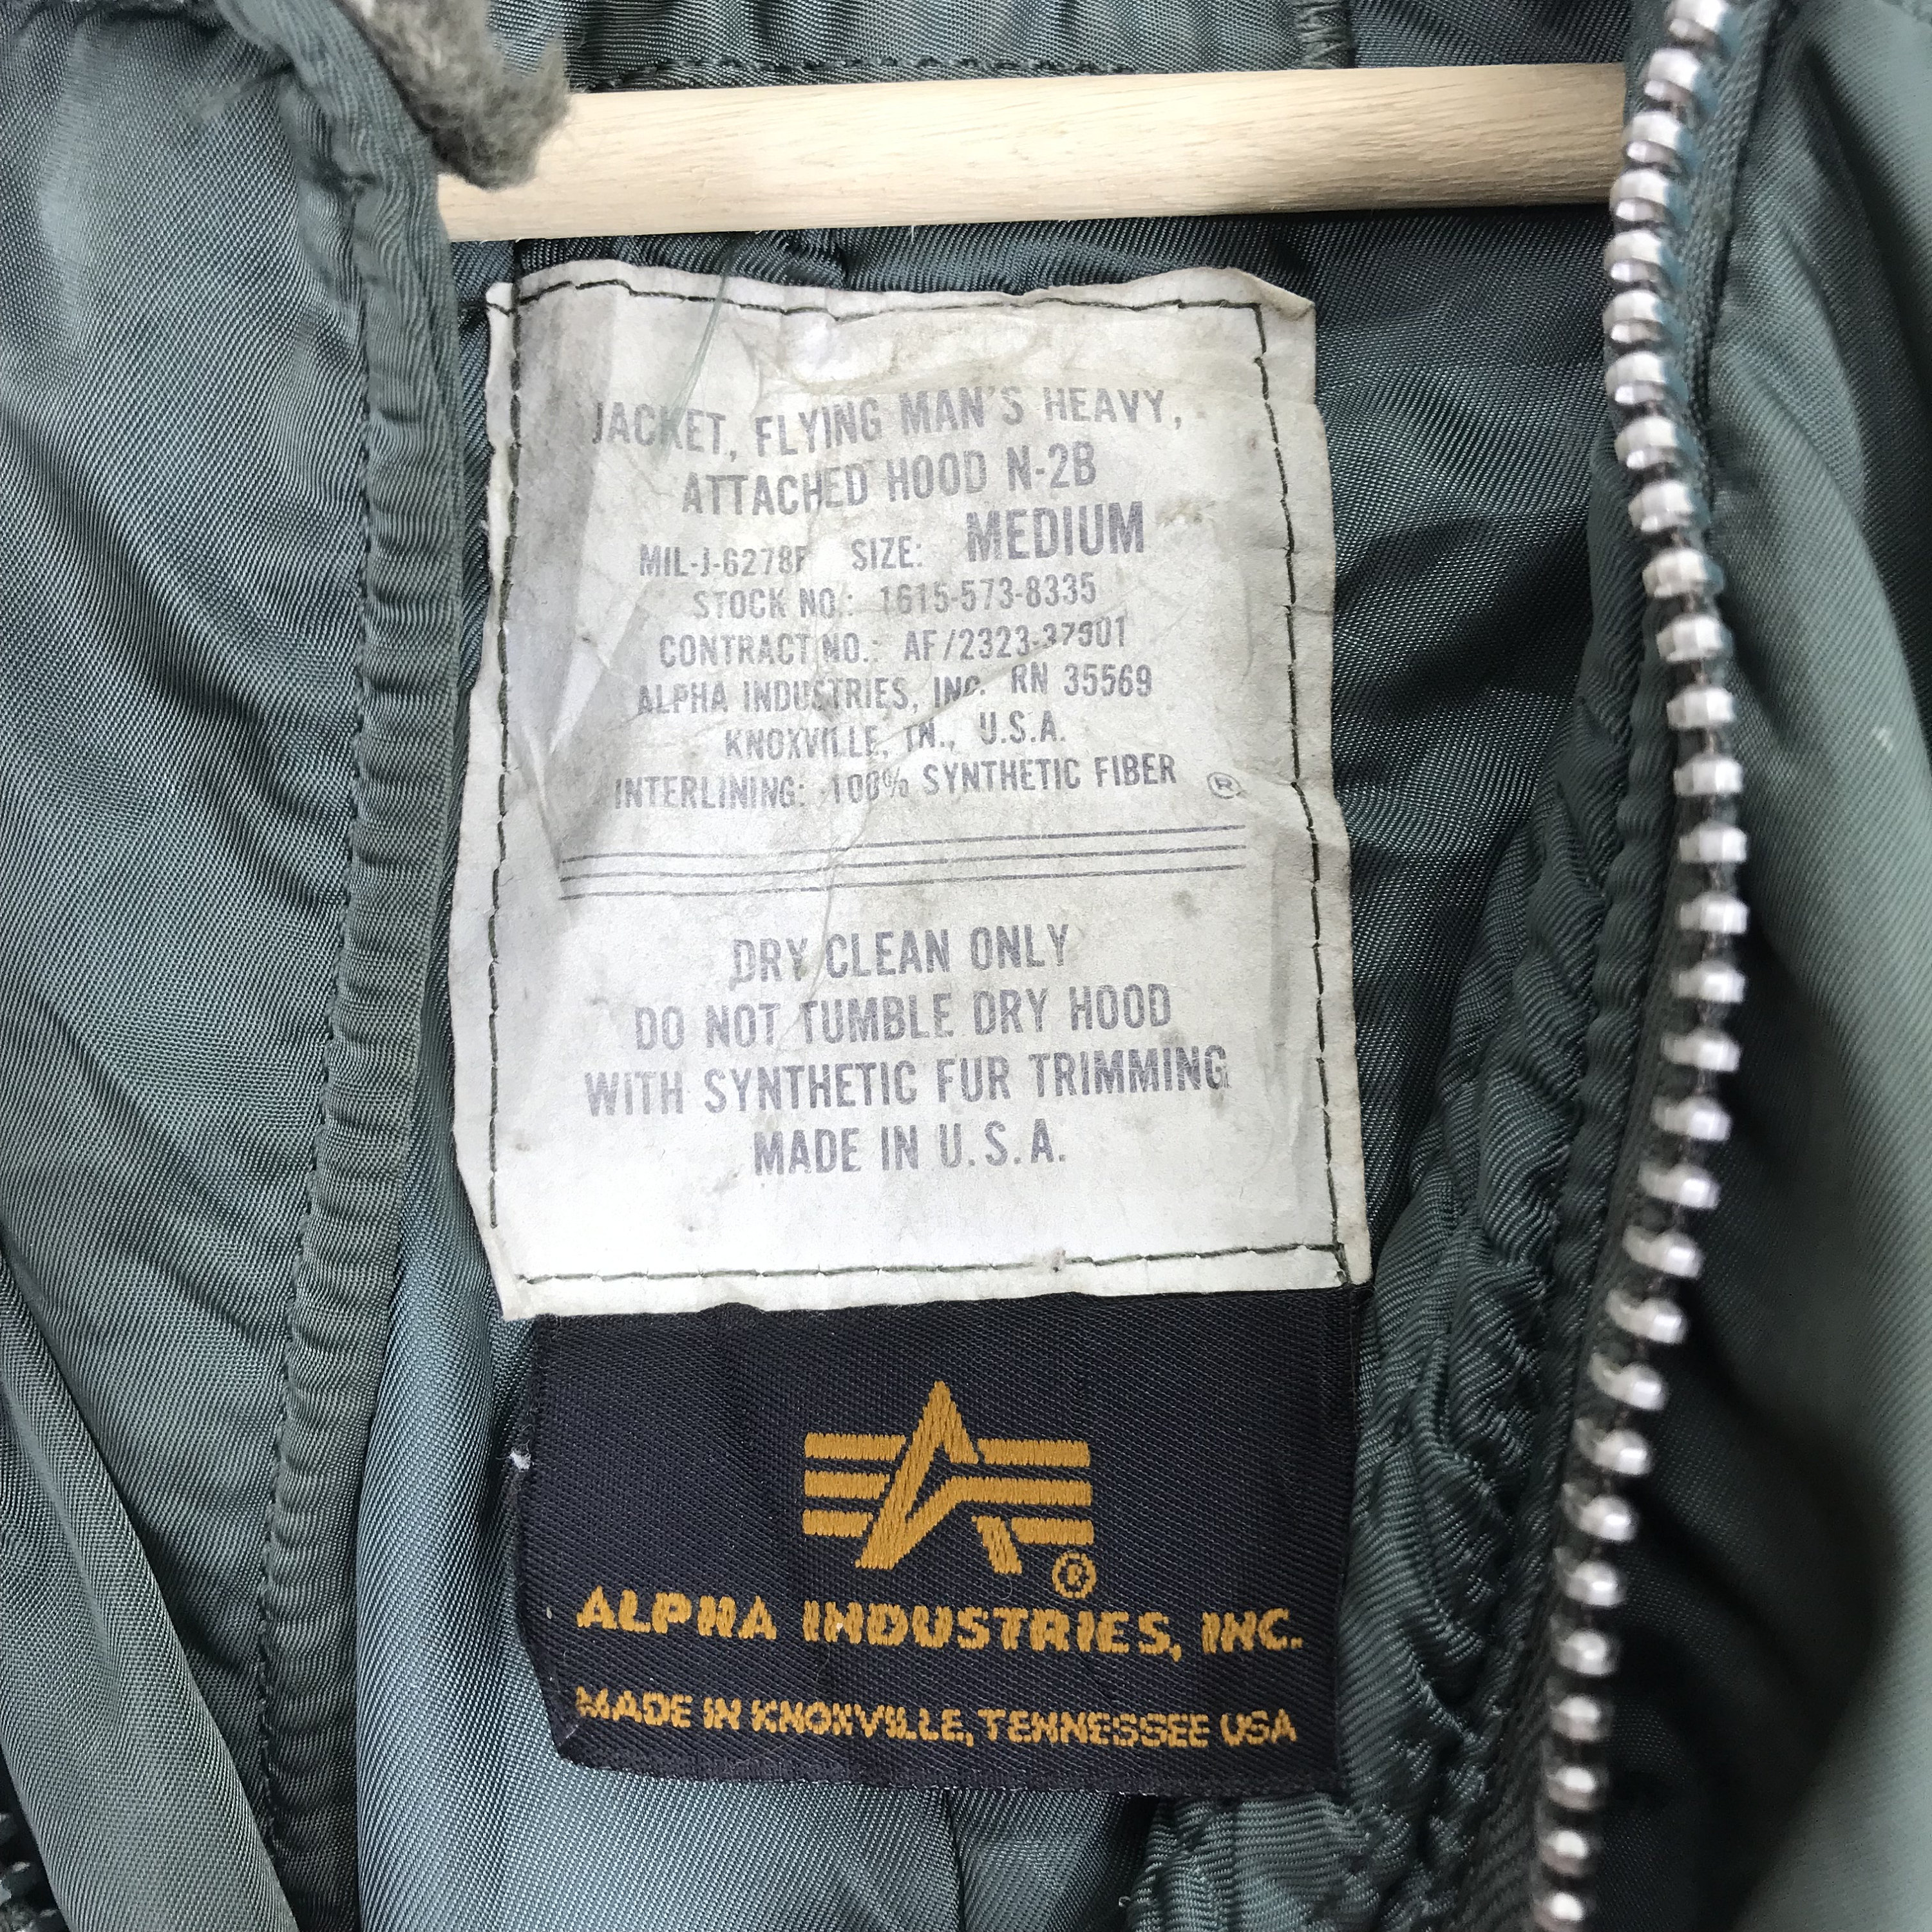 JACKET, FLYING MAN'S HEAVY,
ATTACHED HOOD N-2B
MIL-J-6278F SIZE: MEDIUM
STOCK NO.: 1615-573-8335
CONTRACT NO.: AF/2323-37901
ALPHA INDUSTRIES, INC. RN 35569
KNOXVILLE, TN., U.S.A.
INTERLINING: 100% SYNTHETIC FIBER ®
DRY CLEAN ONLY
DO NOT TUMBLE DRY HOOD
WITH SYNTHETIC FUR TRIMMING
MADE IN U.S.A.
®
ALPHA INDUSTRIES, INC.
MADE IN KNOXVILLE, TENNESSEE USA